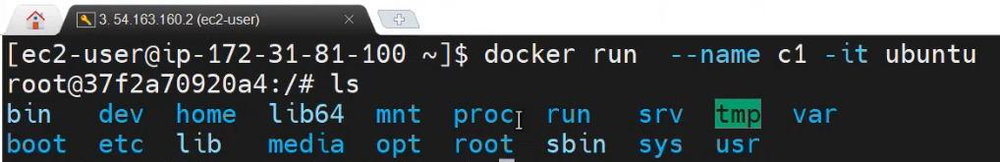 3. 54.163.160.2 (ec2-user)
[ec2-user@ip-172-31-81-100 ~]$ docker run  --name c1 -it ubuntu
root@37f2a70920a4:/# ls
bin   dev  home  lib64  mnt  proc  run   srv  tmp  var
boot  etc  lib   media  opt  root  sbin  sys  usr